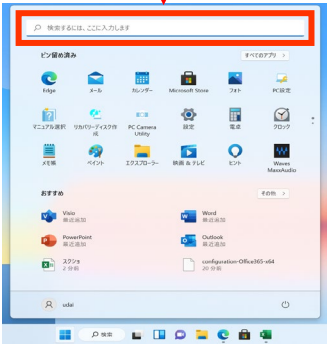 検索するには、ここに入力します
ピン留め済み
すべてのアプリ >
Edge
メール
カレンダー
Microsoft Store
フォト
PC設定
マニュアル選択
リカバリーディスク作成
PC Camera Utility
設定
電卓
クロック
メモ帳
ペイント
エクスプローラー
映画 & テレビ
ヒント
Waves MaxxAudio
おすすめ
その他 >
Visio
最近追加
Word
最近追加
PowerPoint
最近追加
Outlook
最近追加
スクショ
2 分前
configuration-Office365-x64
20 分前
udai
検索